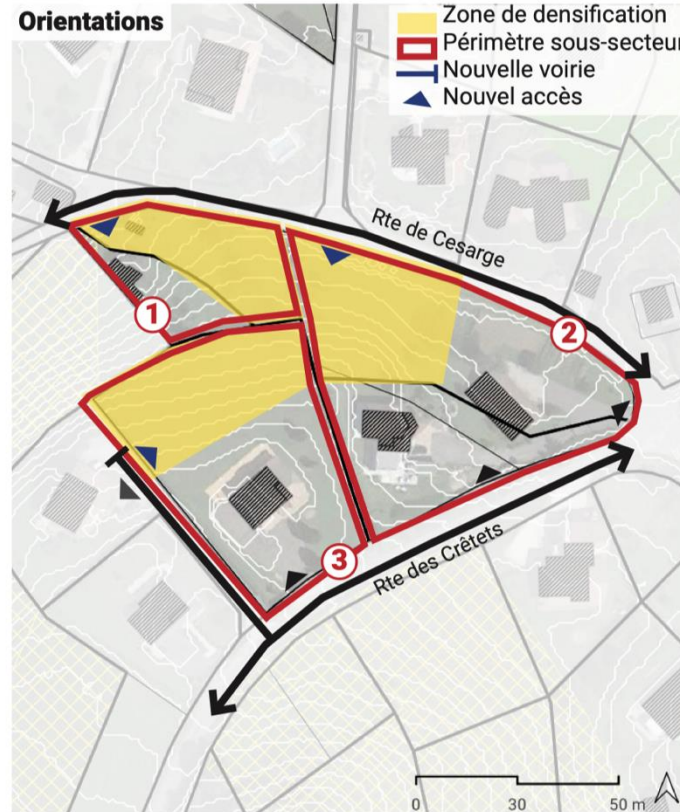 Orientations
Zone de densification
Périmètre sous-secteur
Nouvelle voirie
Nouvel accès
Rte de Cesarge
1
2
3
Rte des Crêtets
0 30 50 m